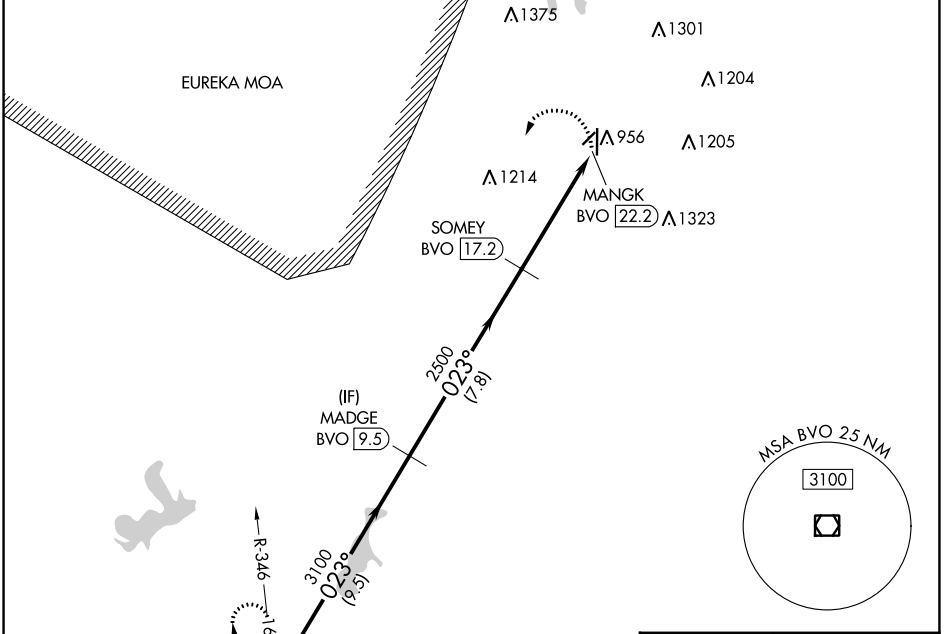 1375
1301
EUREKA MOA
1204
956
1205
1214
MANGK
BVO 22.2
1323
SOMEY
BVO 17.2
2500
023°
(7.8)
(IF)
MADGE
BVO 9.5
MSA BVO 25 NM
3100
R-346
3100
023°
(9.5)